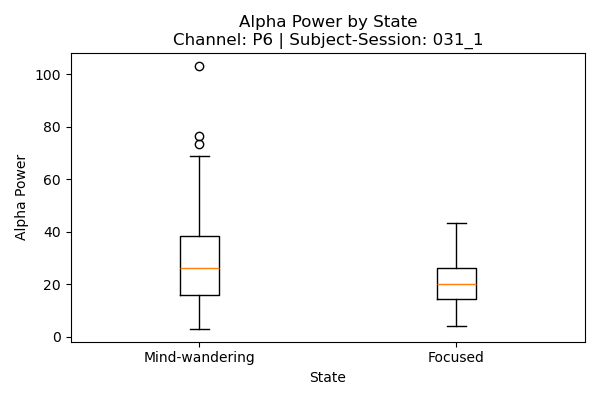 Alpha Power by State
Channel: P6 | Subject-Session: 031_1
100
80
60
40
20
0
Alpha Power
Mind-wandering
Focused
State